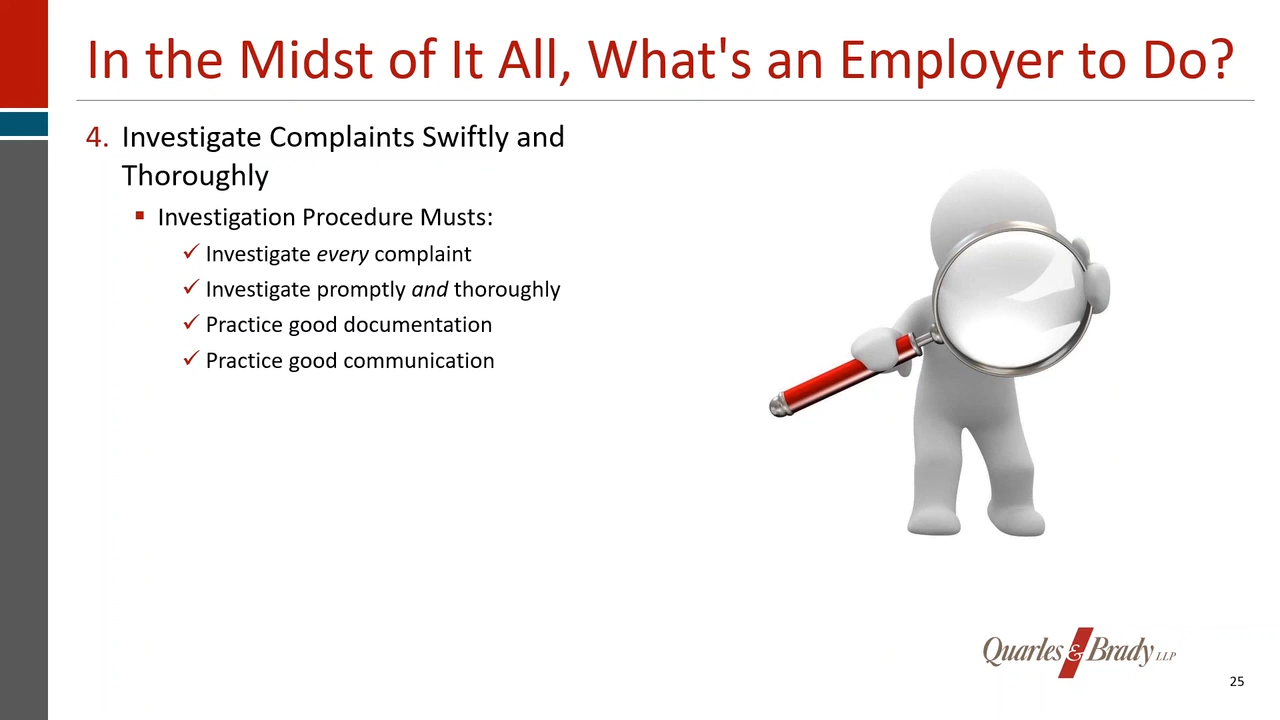 In the Midst of It All, What's an Employer to Do?
4. Investigate Complaints Swiftly and
Thoroughly
Investigation Procedure Musts:
Investigate every complaint
Investigate promptly and thoroughly
Practice good documentation
Practice good communication
Quarles & Brady LLP
25